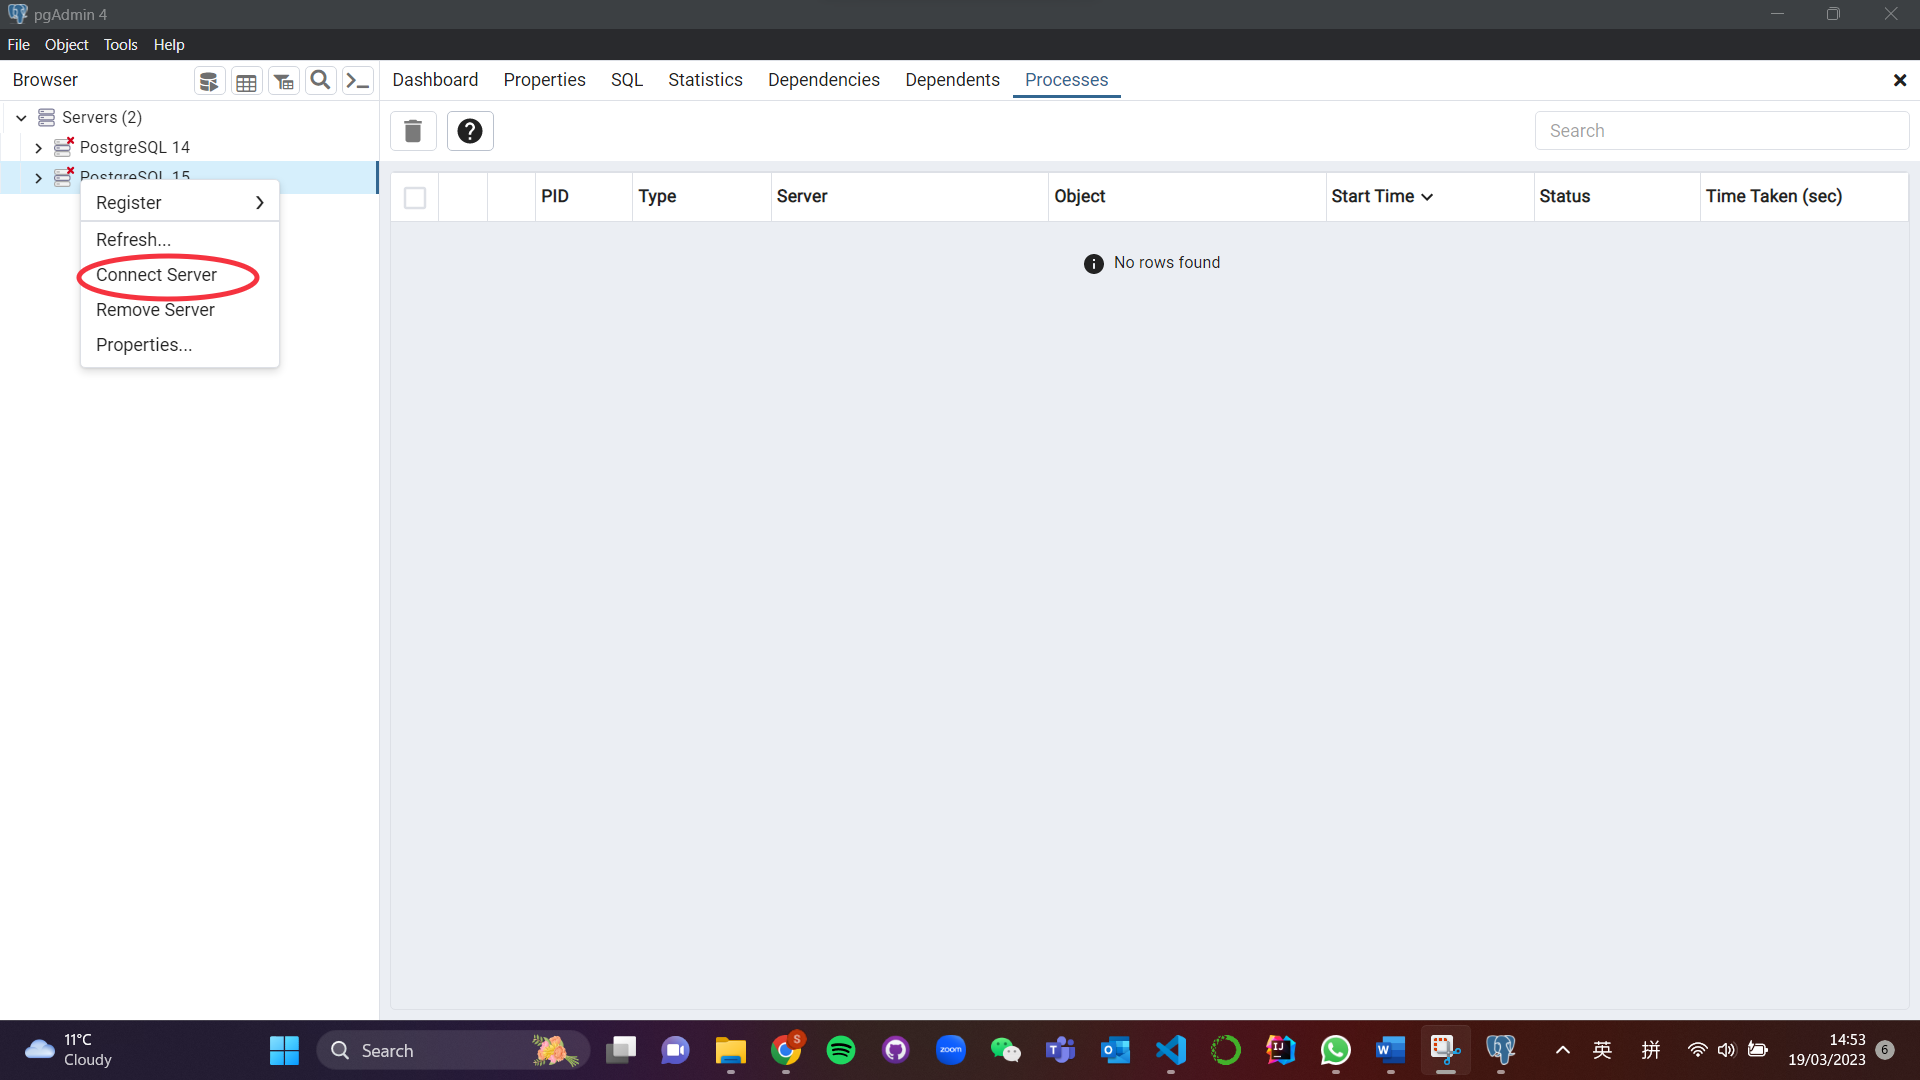 pgAdmin 4
File Object Tools Help
Browser
Dashboard Properties SQL Statistics Dependencies Dependents Processes
Servers (2)
PostgreSQL 14
PostgreSQL 15
Register
Refresh...
Connect Server
Remove Server
Properties...
Search
PID Type Server Object Start Time Status Time Taken (sec)
No rows found
11°C
Cloudy
Search
S
zoom
T
IJ
W
英
拼
14:53
19/03/2023
6